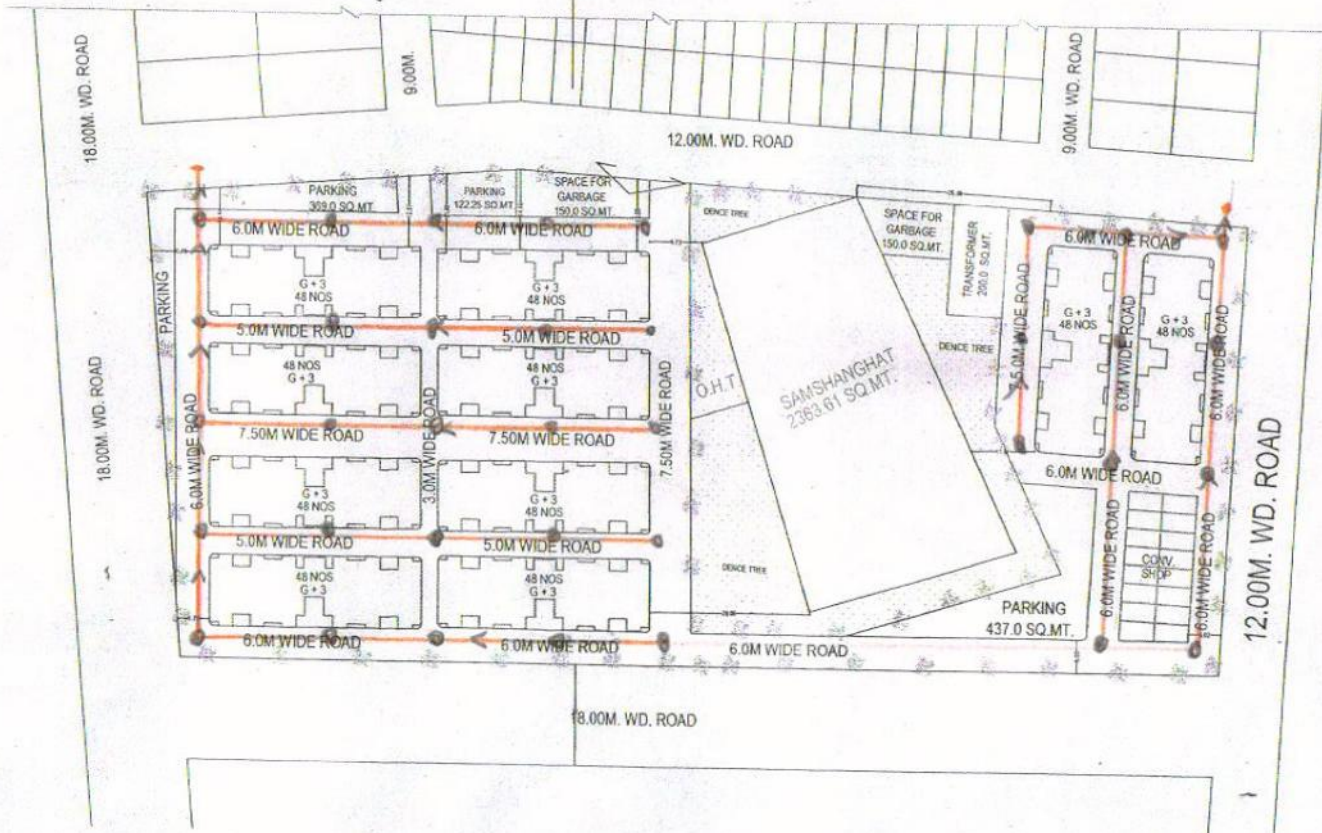 18.00M. WD. ROAD
9.00M.
12.00M. WD. ROAD
9.00M. WD. ROAD
PARKING
369.0 SQ.MT.
PARKING
122.25 SQ.MT.
SPACE FOR
GARBAGE
150.0 SQ.MT.
DENCE TREE
SPACE FOR
GARBAGE
150.0 SQ.MT.
TRANSFORMER
200.0 SQ.MT.
6.0M WIDE ROAD
6.0M WIDE ROAD
6.0M WIDE ROAD
PARKING
G + 3
48 NOS
G + 3
48 NOS
5.0M WIDE ROAD
G + 3
48 NOS
6.0M WIDE ROAD
G + 3
48 NOS
6.0M WIDE ROAD
5.0M WIDE ROAD
5.0M WIDE ROAD
DENCE TREE
48 NOS
G + 3
48 NOS
G + 3
O.H.T
SAMSHANGHAT
2363.61 SQ.MT.
18.00M. WD. ROAD
6.0M WIDE ROAD
7.50M WIDE ROAD
3.0M WIDE ROAD
7.50M WIDE ROAD
7.50M WIDE ROAD
6.0M WIDE ROAD
12.00M. WD. ROAD
G + 3
48 NOS
G + 3
48 NOS
5.0M WIDE ROAD
5.0M WIDE ROAD
6.0M WIDE ROAD
CONV.
SHOP
6.0M WIDE ROAD
48 NOS
G + 3
48 NOS
G + 3
DENCE TREE
PARKING
437.0 SQ.MT.
6.0M WIDE ROAD
6.0M WIDE ROAD
6.0M WIDE ROAD
18.00M. WD. ROAD